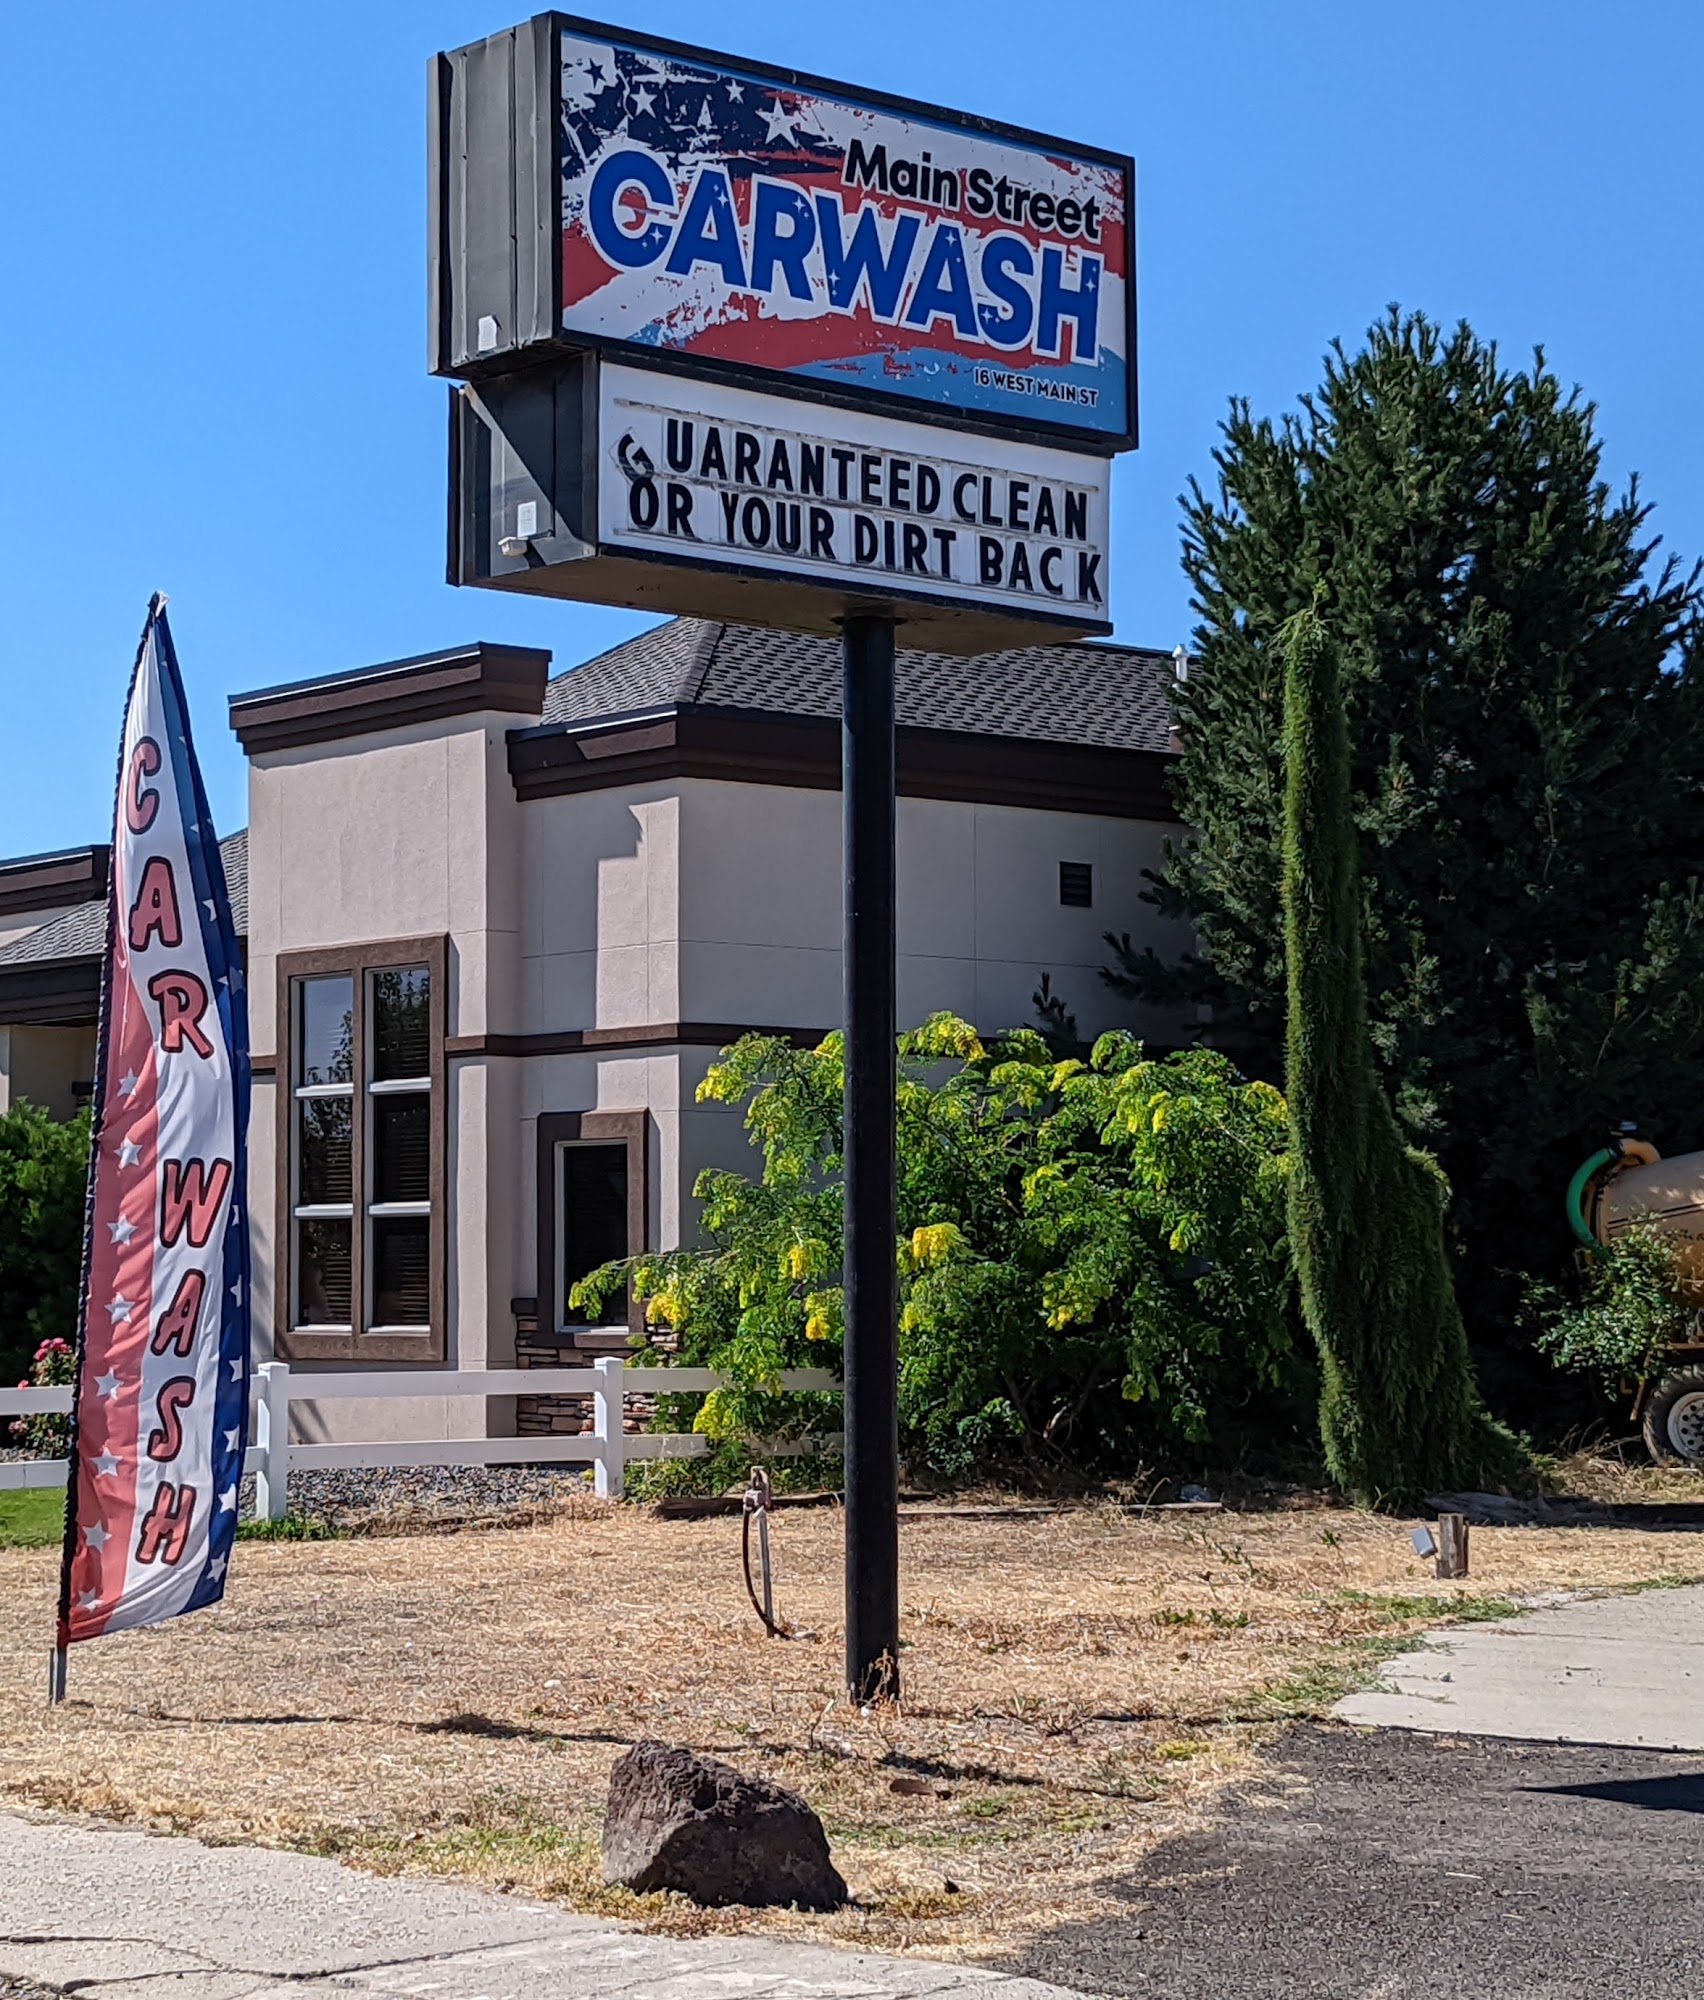 Main Street
CARWASH
16 WEST MAIN ST
GUARANTEED CLEAN
OR YOUR DIRT BACK
CAR WASH